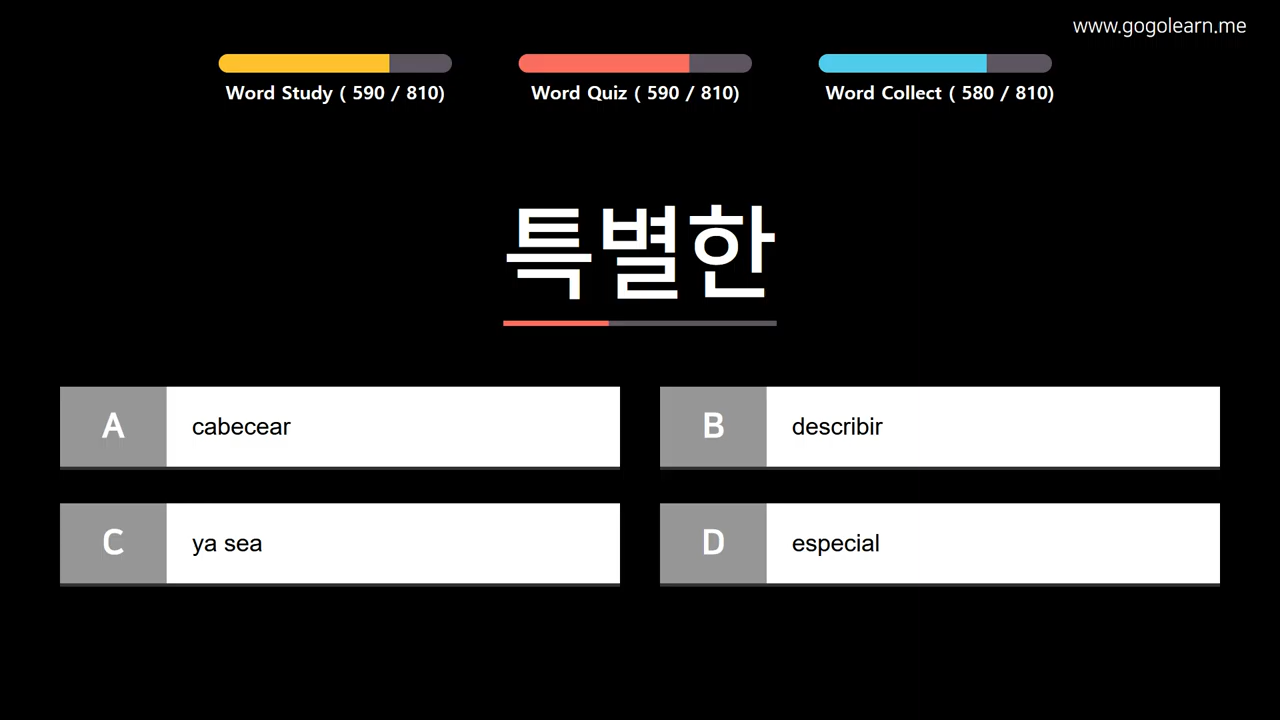 www.gogolearn.me
Word Study ( 590 / 810)
Word Quiz ( 590 / 810)
Word Collect ( 580 / 810)
특별한
A cabecear
B describir
C ya sea
D especial